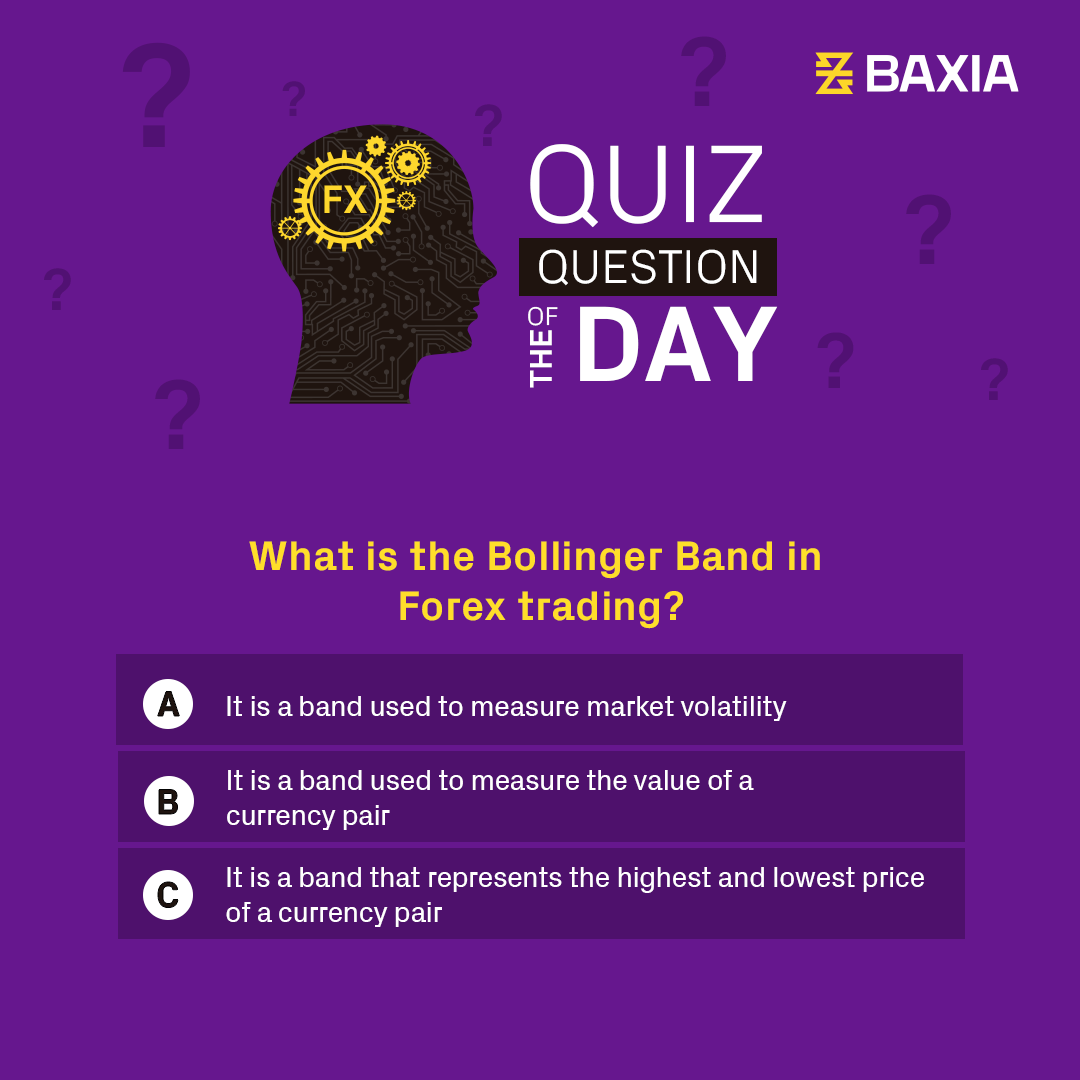 BAXIA
FX
QUIZ
QUESTION
OF THE DAY
What is the Bollinger Band in
Forex trading?
A It is a band used to measure market volatility
B It is a band used to measure the value of a
currency pair
C It is a band that represents the highest and lowest price
of a currency pair